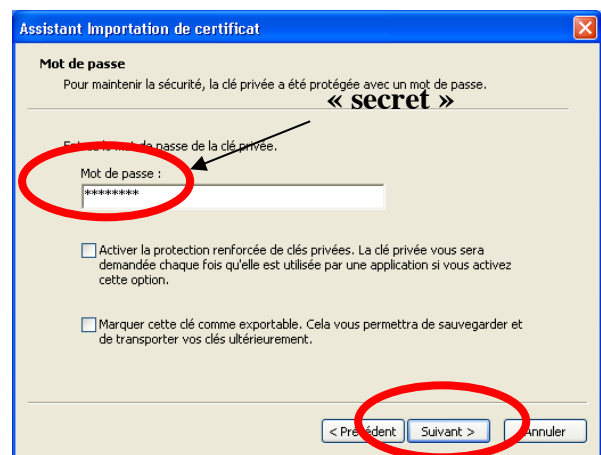 Assistant Importation de certificat
Mot de passe
Pour maintenir la sécurité, la clé privée a été protégée avec un mot de passe.
« secret »
Entrez le mot de passe de la clé privée.
Mot de passe :
********
Activer la protection renforcée de clés privées. La clé privée vous sera
demandée chaque fois qu'elle est utilisée par une application si vous activez
cette option.
Marquer cette clé comme exportable. Cela vous permettra de sauvegarder et
de transporter vos clés ultérieurement.
< Précédent
Suivant >
Annuler